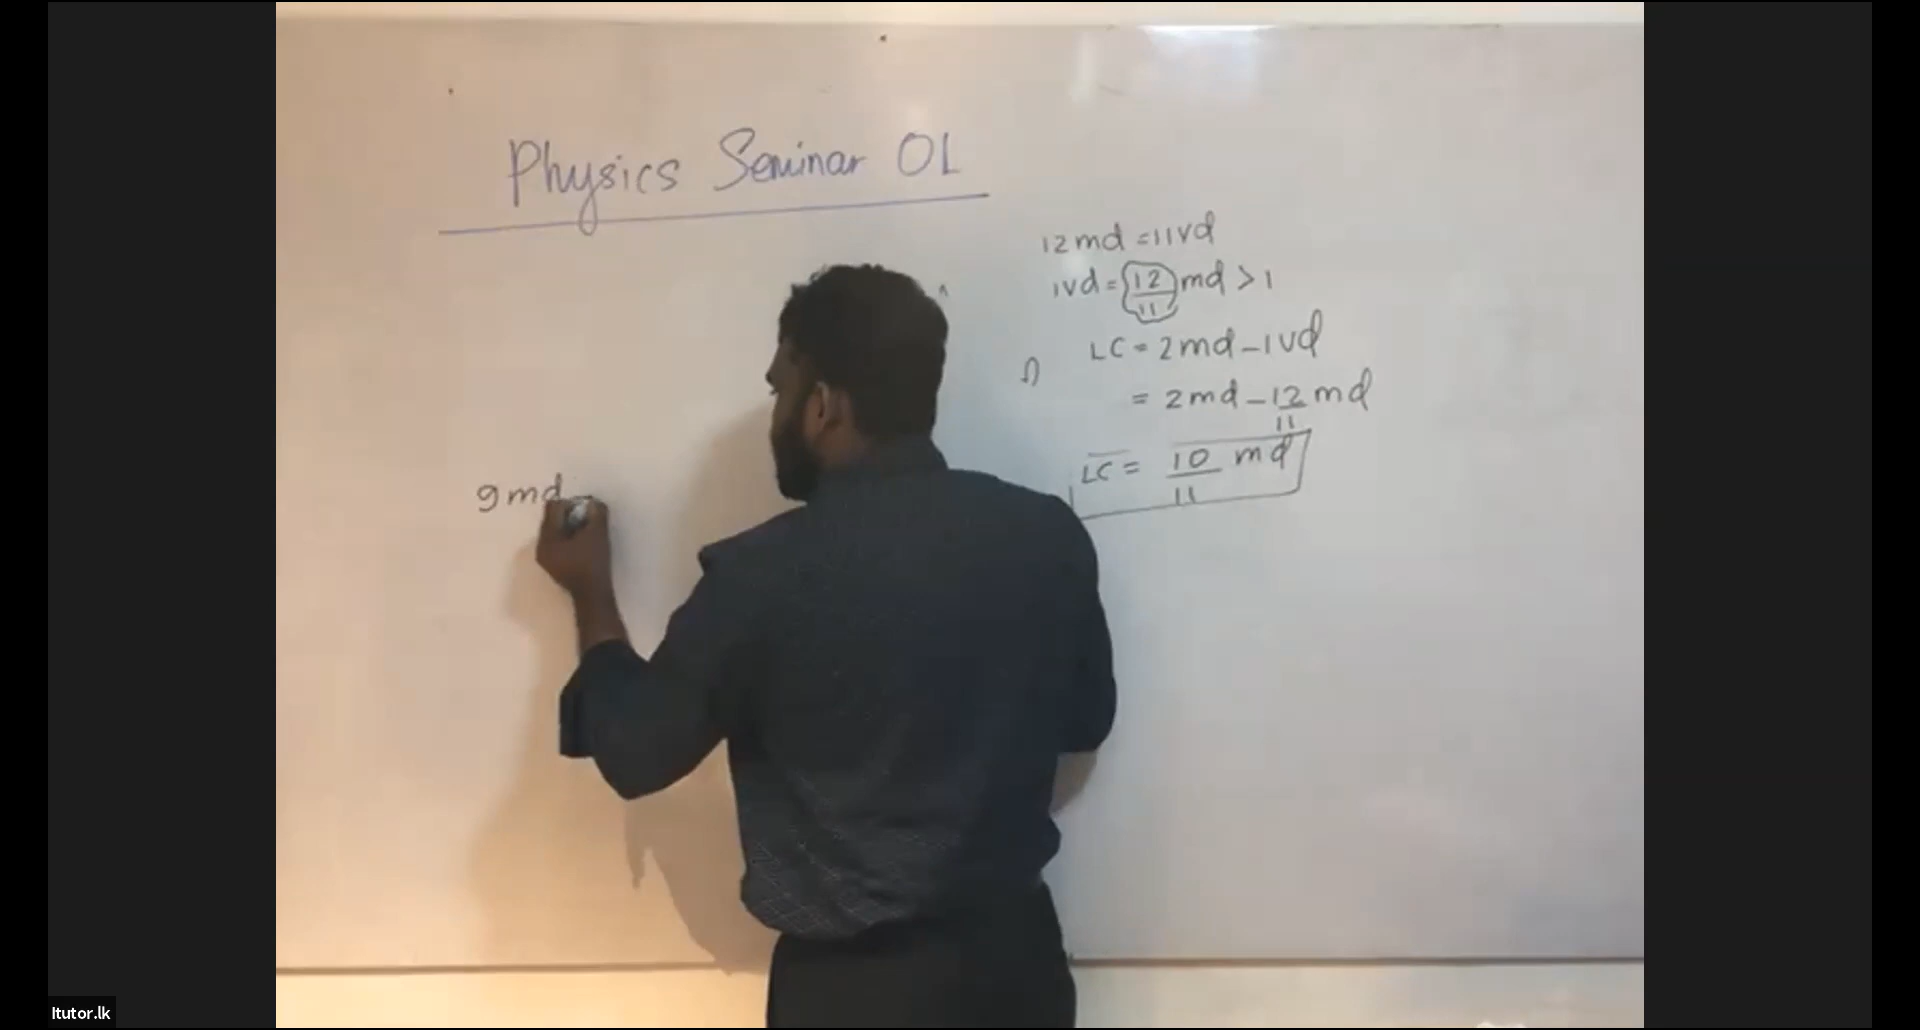 Physics Seminar OL
12md = 11vd
1vd = 12/11 md > 1
LC = 2md - 1vd
= 2md - 12/11 md
LC = 10/11 md
9md
Itutor.lk